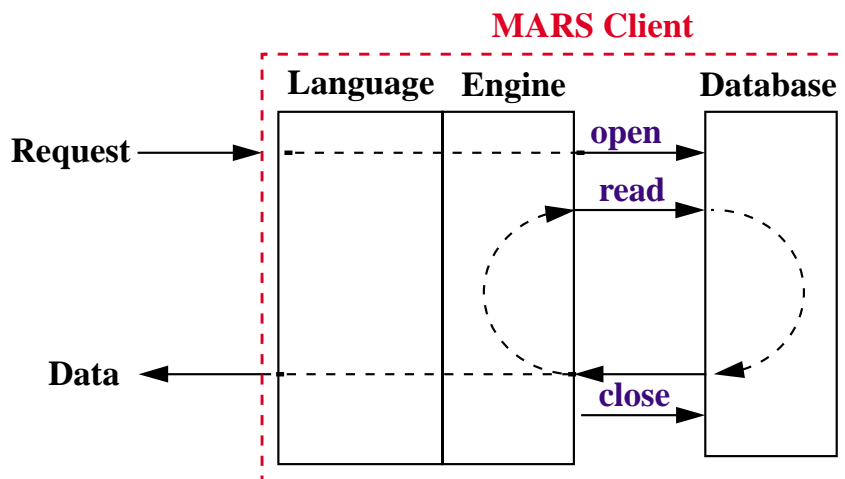 MARS Client
Language Engine Database
Request
open
read
Data
close